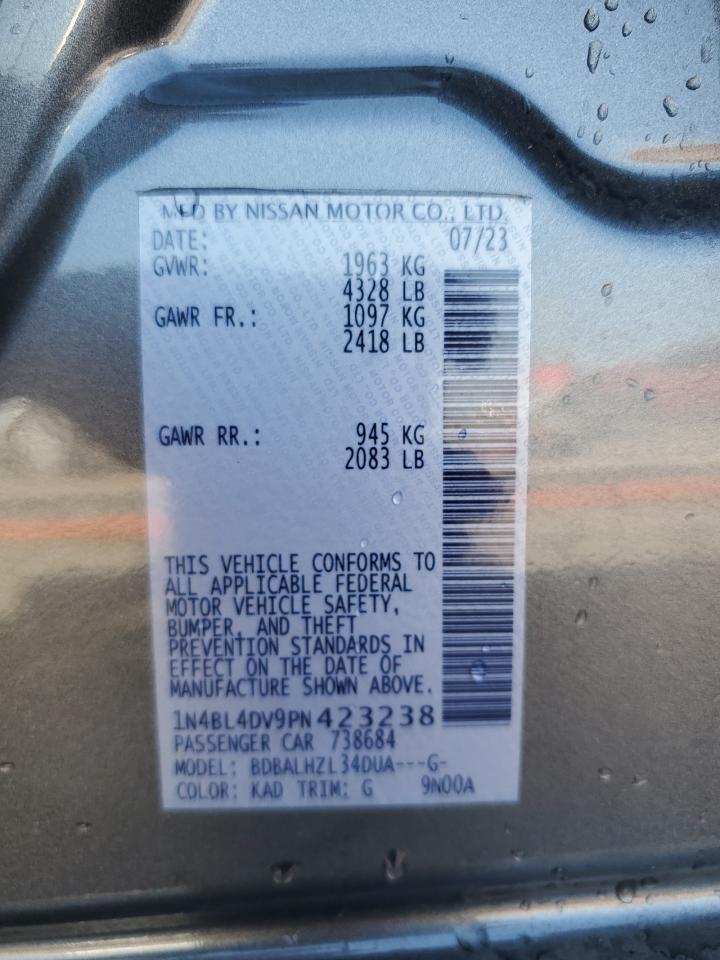 MFD BY NISSAN MOTOR CO., LTD.
DATE: 07/23
GVWR: 1963 KG
4328 LB
GAWR FR.: 1097 KG
2418 LB
GAWR RR.: 945 KG
2083 LB
THIS VEHICLE CONFORMS TO
ALL APPLICABLE FEDERAL
MOTOR VEHICLE SAFETY,
BUMPER, AND THEFT
PREVENTION STANDARDS IN
EFFECT ON THE DATE OF
MANUFACTURE SHOWN ABOVE.
1N4BL4DV9PN423238
PASSENGER CAR 738684
MODEL: BDBALHZL34DUA---G-
COLOR: KAD TRIM: G 9N00A